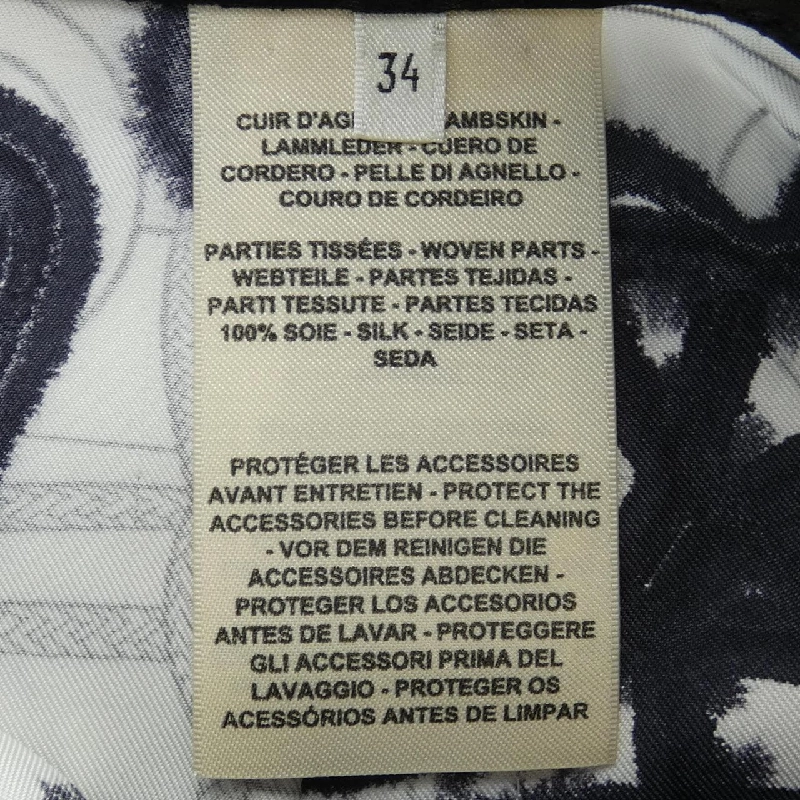 34
CUIR D'AG AMBSKIN -
LAMMLEDER - CUERO DE
CORDERO - PELLE DI AGNELLO -
COURO DE CORDEIRO
PARTIES TISSÉES - WOVEN PARTS -
WEBTEILE - PARTES TEJIDAS -
PARTI TESSUTE - PARTES TECIDAS
100% SOIE - SILK - SEIDE - SETA -
SEDA
PROTÉGER LES ACCESSOIRES
AVANT ENTRETIEN - PROTECT THE
ACCESSORIES BEFORE CLEANING
- VOR DEM REINIGEN DIE
ACCESSOIRES ABDECKEN -
PROTEGER LOS ACCESORIOS
ANTES DE LAVAR - PROTEGGERE
GLI ACCESSORI PRIMA DEL
LAVAGGIO - PROTEGER OS
ACESSÓRIOS ANTES DE LIMPAR